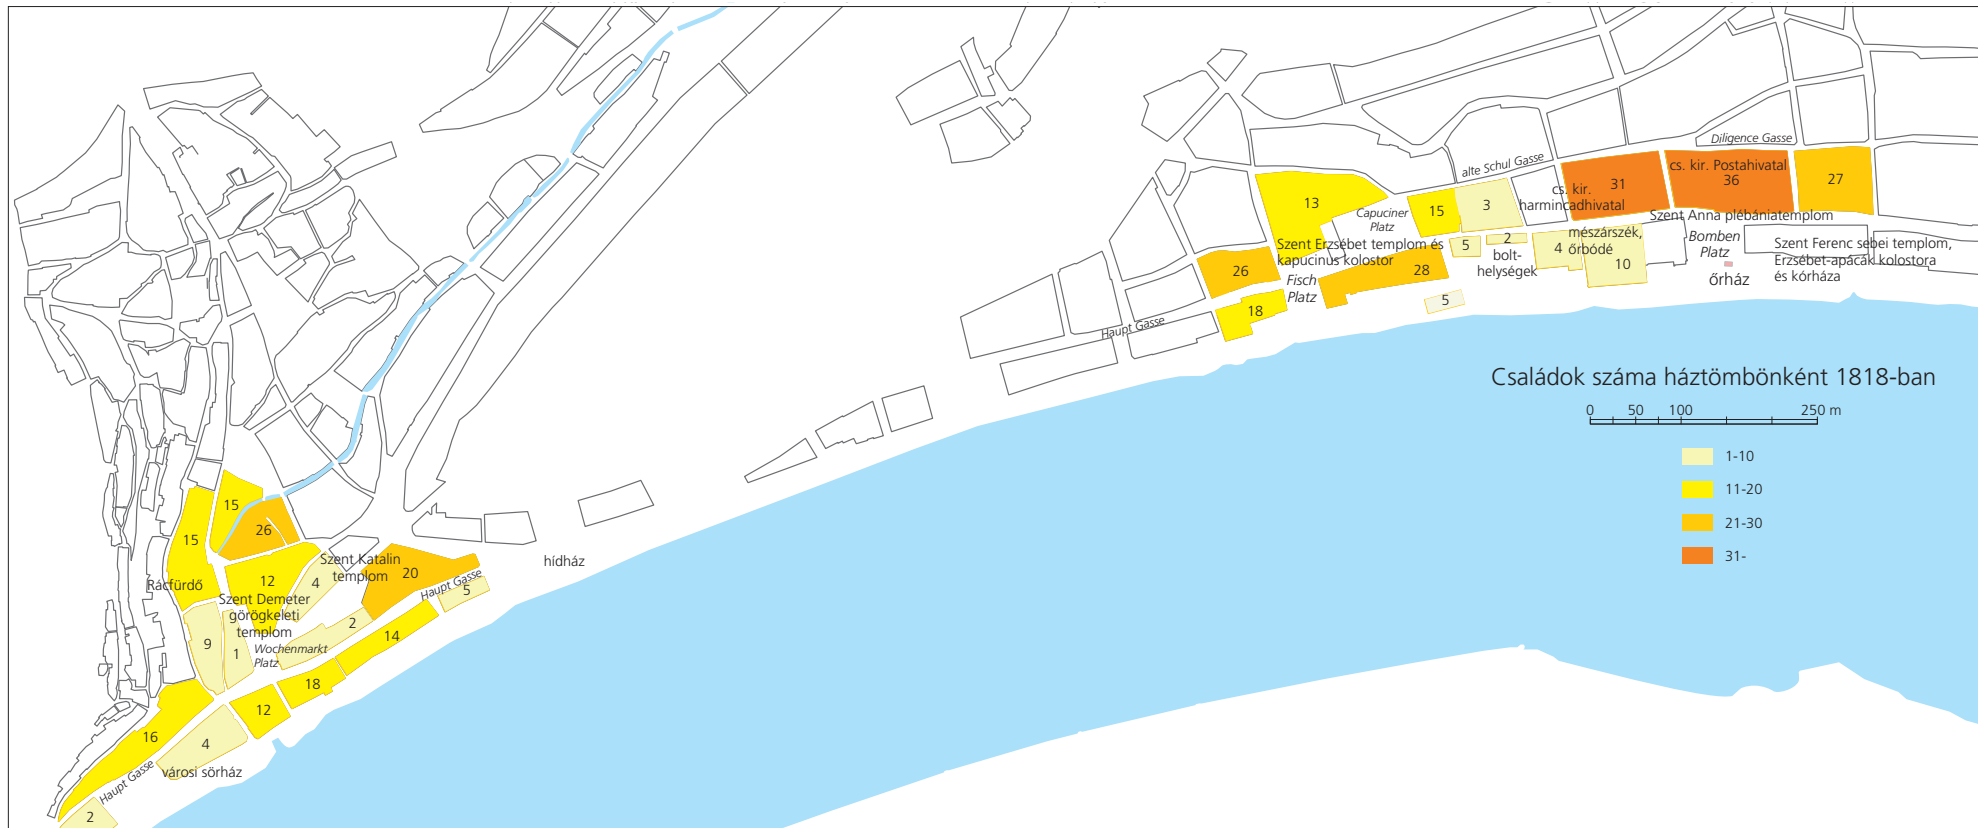 Diligence Gasse
alte Schul Gasse
cs. kir. Postahivatal
36
31
27
cs. kir.
harmincadhivatal
13
15
3
Capuciner
Platz
Szent Anna plébániatemplom
mészárszék,
őrbódé
Bomben
Platz
Szent Ferenc sebei templom,
Erzsébet-apácák kolostora
és kórháza
őrház
Szent Erzsébet templom és
kapucinus kolostor
5
2
4
10
bolt-
helységek
26
28
Fisch
Platz
18
5
Haupt Gasse
Családok száma háztömbönként 1818-ban
0 50 100 250 m
1-10
11-20
21-30
31-
15
26
15
hídház
Szent Katalin
templom
20
12
4
Rácfürdő
Haupt Gasse
5
Szent Demeter
görögkeleti
templom
9
1
2
14
Wochenmarkt
Platz
18
12
16
4
Haupt Gasse
városi sörház
2